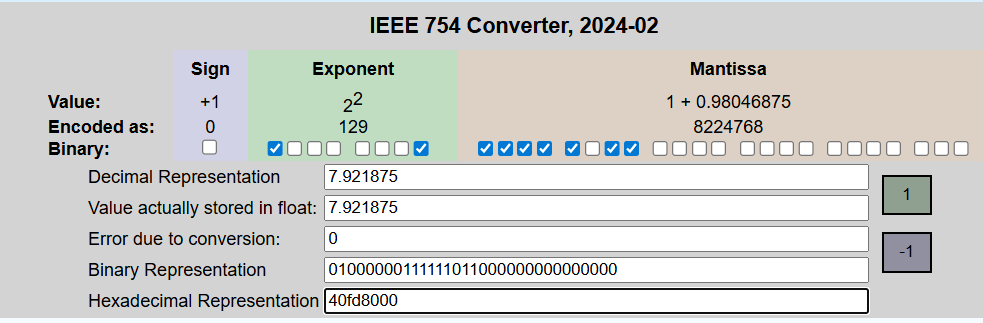 IEEE 754 Converter, 2024-02
Sign Exponent Mantissa
Value: +1 2^2 1 + 0.98046875
Encoded as: 0 129 8224768
Binary:
Decimal Representation 7.921875
1
Value actually stored in float: 7.921875
Error due to conversion: 0
-1
Binary Representation 01000000111111011000000000000000
Hexadecimal Representation 40fd8000